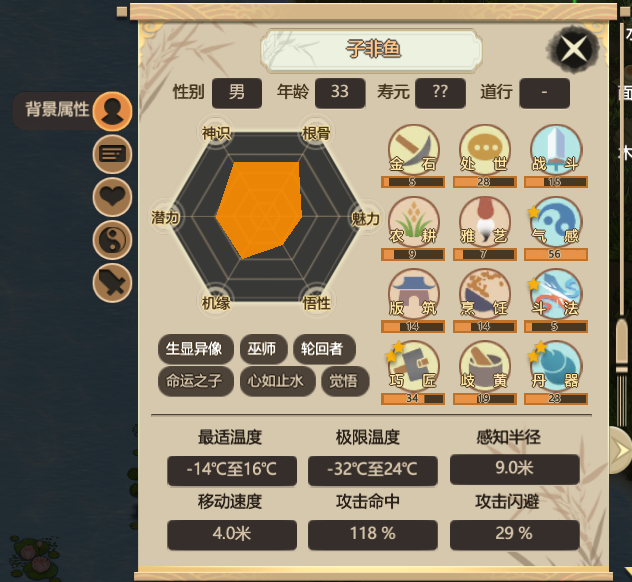 子非鱼
性别 男 年龄 33 寿元 ?? 道行 -
背景属性
神识 根骨
潜力 魅力
机缘 悟性
金石 处世 战斗
5 28 15
农耕 雅艺 气感
9 7 56
版筑 烹饪 斗法
14 14 5
巧匠 岐黄 丹器
34 19 23
生显异像 巫师 轮回者
命运之子 心如止水 觉悟
最适温度 极限温度 感知半径
-14℃至16℃ -32℃至24℃ 9.0米
移动速度 攻击命中 攻击闪避
4.0米 118 % 29 %